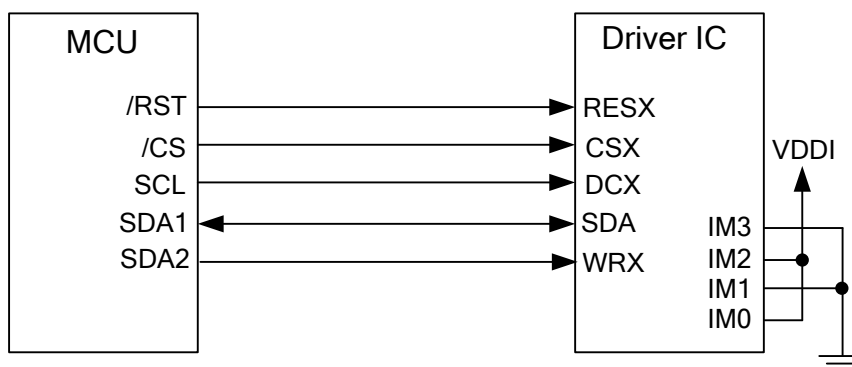 MCU
/RST
/CS
SCL
SDA1
SDA2
Driver IC
RESX
CSX
DCX
SDA
WRX
IM3
IM2
IM1
IM0
VDDI